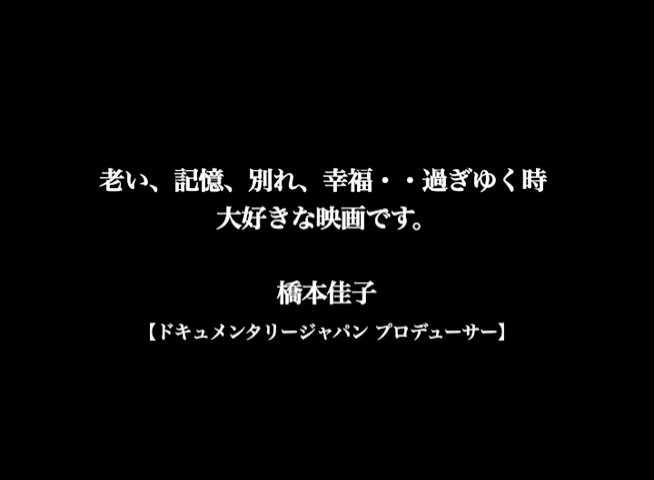 老い、記憶、別れ、幸福・・過ぎゆく時
大好きな映画です。
橋本佳子
【ドキュメンタリージャパン プロデューサー】